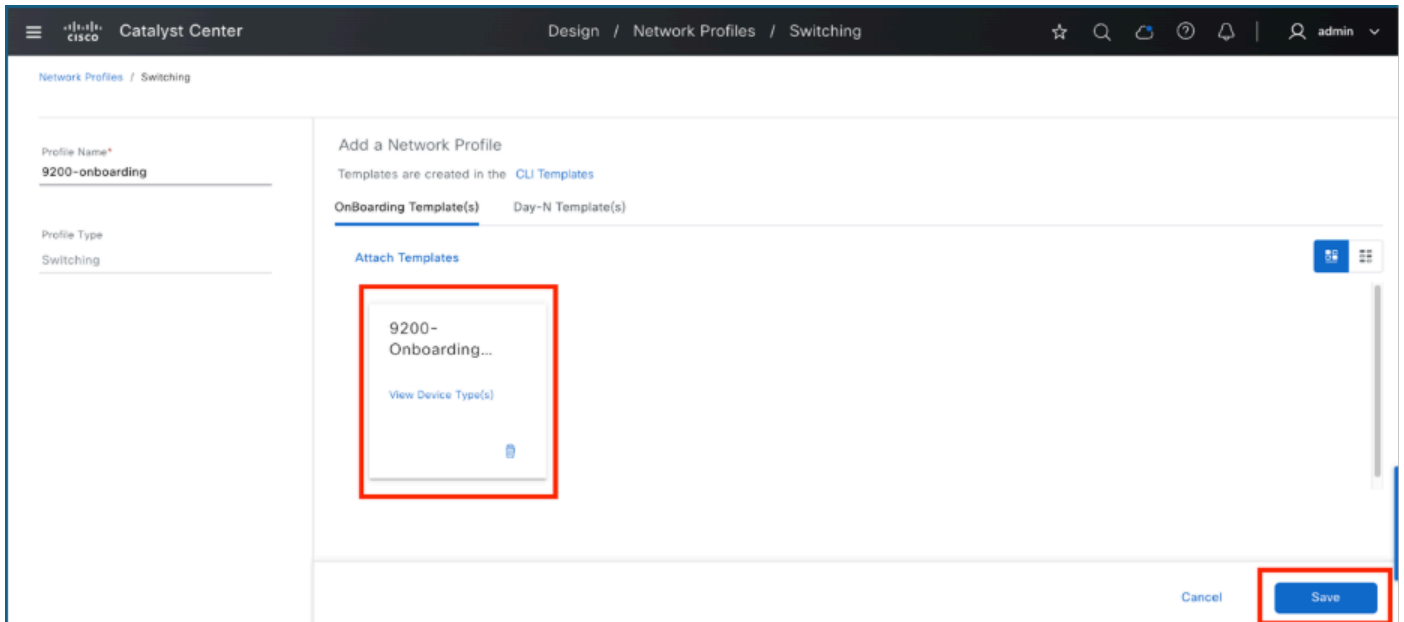 CISCO Catalyst Center Design / Network Profiles / Switching admin
Network Profiles / Switching
Profile Name*
9200-onboarding
Profile Type
Switching
Add a Network Profile
Templates are created in the CLI Templates
OnBoarding Template(s) Day-N Template(s)
Attach Templates
9200-
Onboarding...
View Device Type(s)
Cancel Save